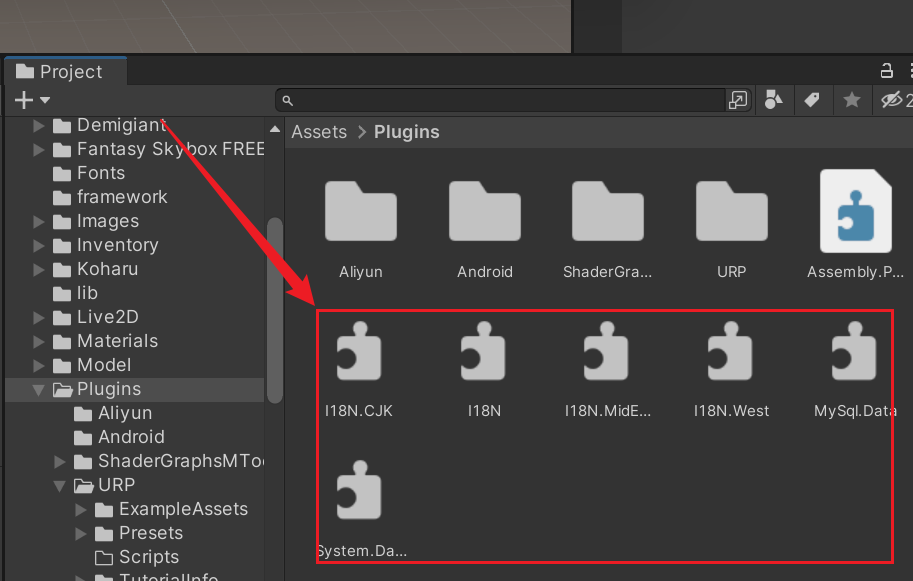 Project
2
Demigiant
Fantasy Skybox FREE
Fonts
framework
Images
Inventory
Koharu
lib
Live2D
Materials
Model
Plugins
Aliyun
Android
ShaderGraphsMToo
URP
ExampleAssets
Presets
Scripts
TutorialInfo
Assets > Plugins
Aliyun
Android
ShaderGra...
URP
Assembly.P...
I18N.CJK
I18N
I18N.MidE...
I18N.West
MySql.Data
System.Da...